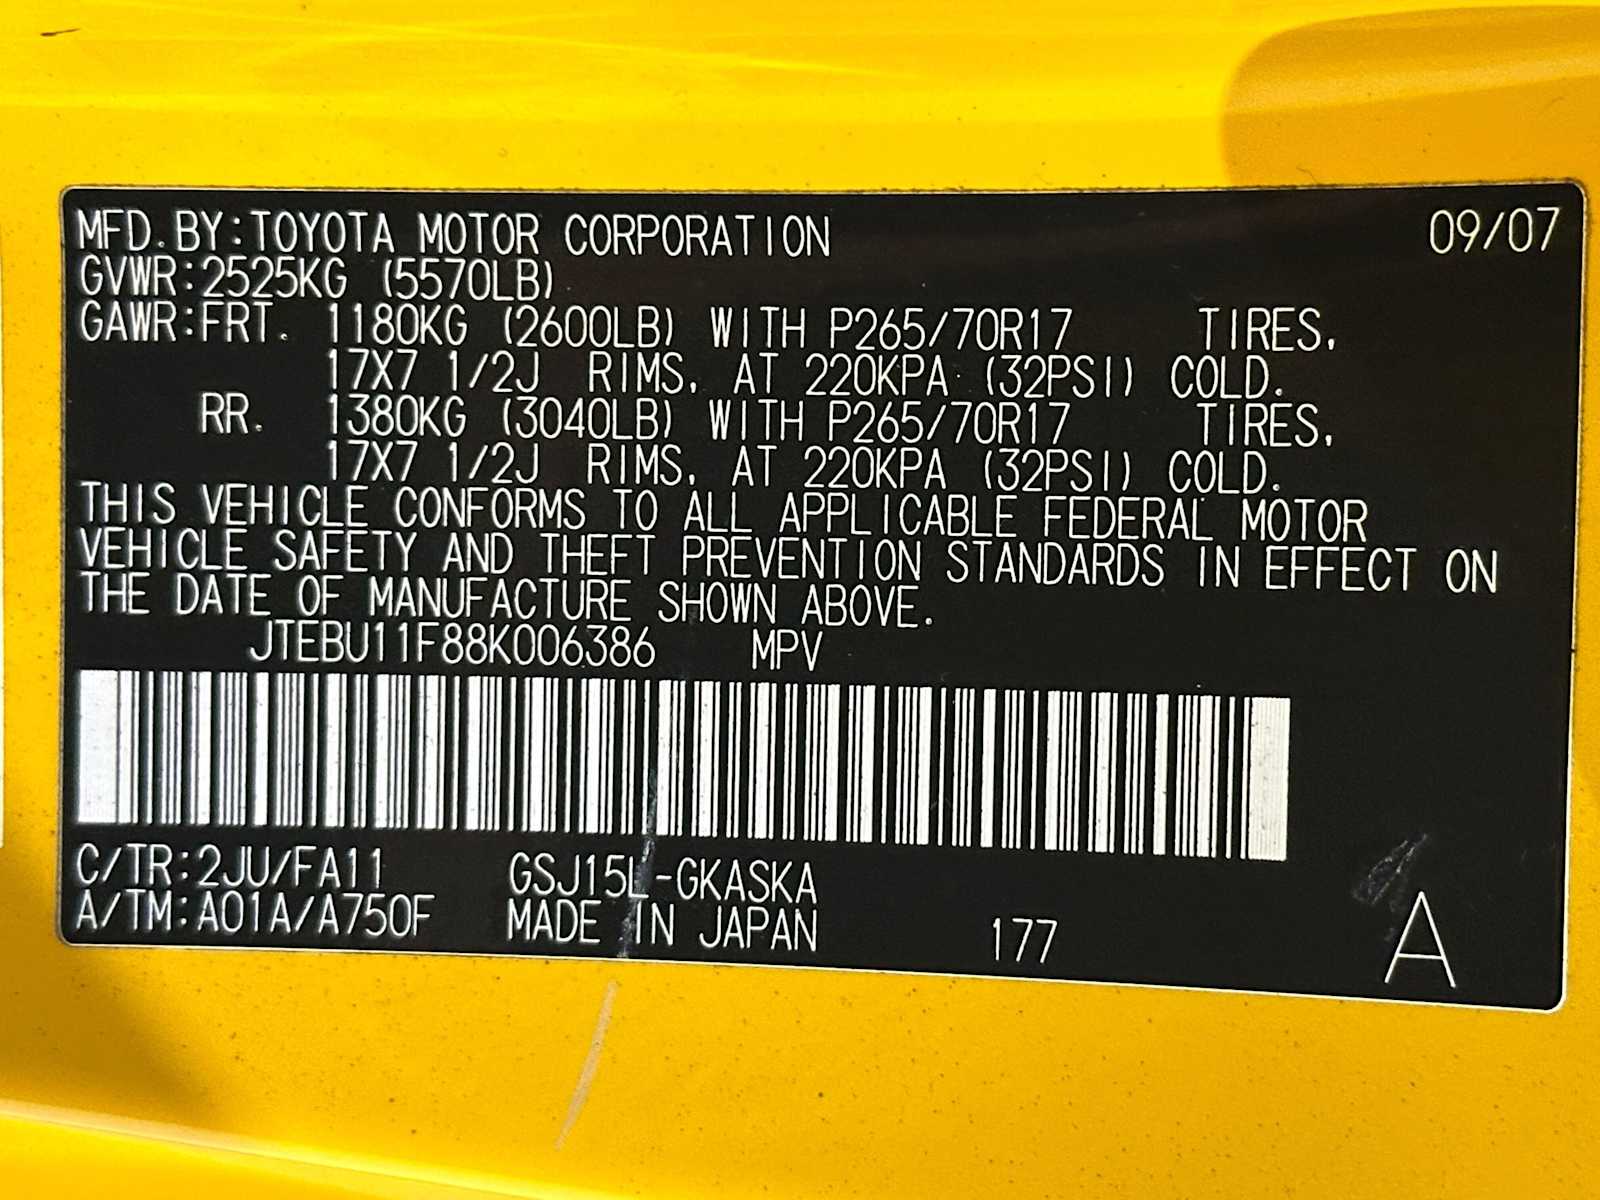 MFD.BY:TOYOTA MOTOR CORPORATION 09/07
GVWR:2525KG (5570LB)
GAWR:FRT. 1180KG (2600LB) WITH P265/70R17 TIRES,
17X7 1/2J RIMS, AT 220KPA (32PSI) COLD.
RR. 1380KG (3040LB) WITH P265/70R17 TIRES,
17X7 1/2J RIMS, AT 220KPA (32PSI) COLD.
THIS VEHICLE CONFORMS TO ALL APPLICABLE FEDERAL MOTOR
VEHICLE SAFETY AND THEFT PREVENTION STANDARDS IN EFFECT ON
THE DATE OF MANUFACTURE SHOWN ABOVE.
JTEBU11F88K006386 MPV
C/TR:2JU/FA11 GSJ15L-GKASKA
A/TM:A01A/A750F MADE IN JAPAN 177 A